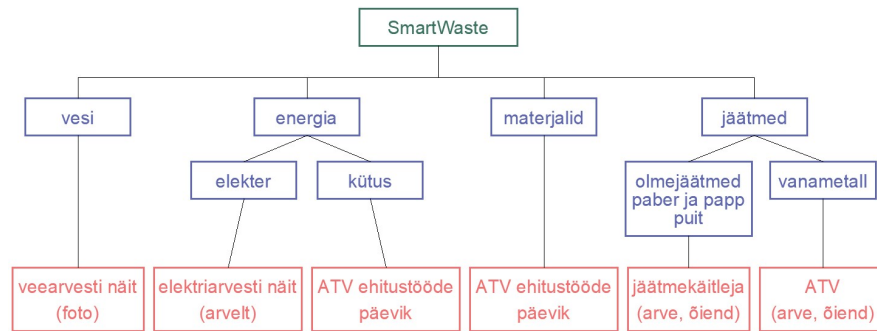 SmartWaste
vesi
energia
materjalid
jäätmed
elekter
kütus
olmejäätmed
paber ja papp
puit
vanametall
veearvesti näit
(foto)
elektriarvesti näit
(arvelt)
ATV ehitustööde
päevik
ATV ehitustööde
päevik
jäätmekäitleja
(arve, õiend)
ATV
(arve, õiend)